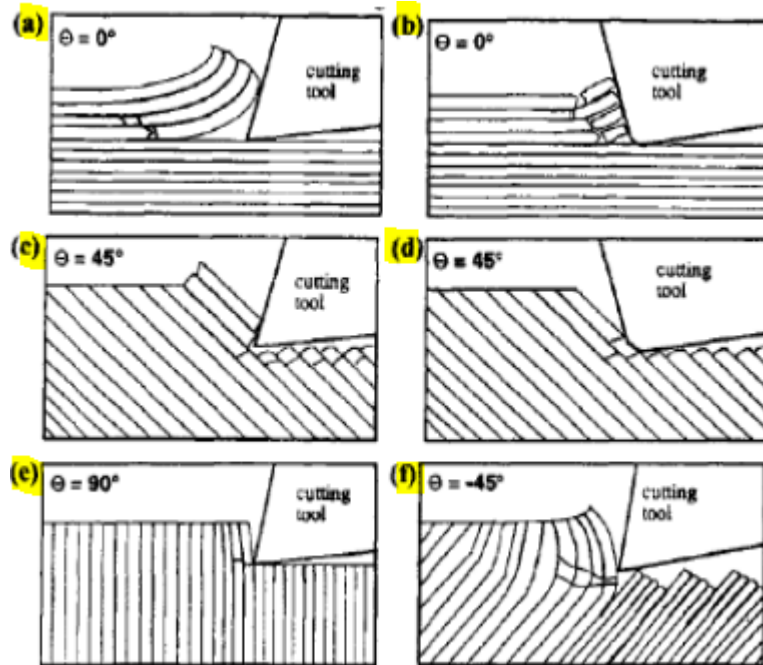 (a)
Θ = 0°
cutting
tool
(b)
Θ = 0°
cutting
tool
(c)
Θ = 45°
cutting
tool
(d)
Θ = 45°
cutting
tool
(e)
Θ = 90°
cutting
tool
(f)
Θ = -45°
cutting
tool